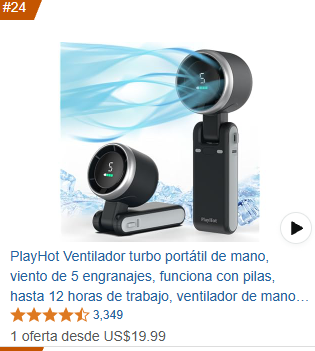 #24
5
5
PlayHot
PlayHot Ventilador turbo portátil de mano,
viento de 5 engranajes, funciona con pilas,
hasta 12 horas de trabajo, ventilador de mano…
3,349
1 oferta desde US$19.99